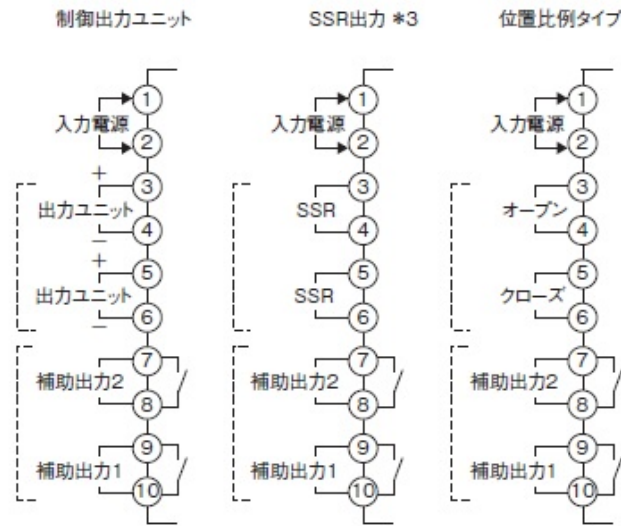 制御出力ユニット
入力電源
1
2
+
3
出力ユニット
4
−
+
5
出力ユニット
6
−
7
補助出力2
8
9
補助出力1
10
SSR出力 *3
入力電源
1
2
3
SSR
4
5
SSR
6
7
補助出力2
8
9
補助出力1
10
位置比例タイプ
入力電源
1
2
3
オープン
4
5
クローズ
6
7
補助出力2
8
9
補助出力1
10